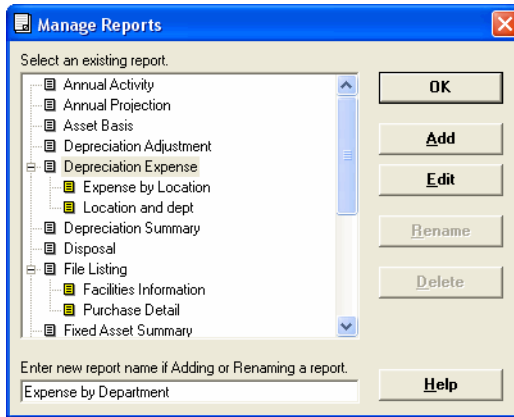 Manage Reports
Select an existing report.
Annual Activity
Annual Projection
Asset Basis
Depreciation Adjustment
Depreciation Expense
Expense by Location
Location and dept
Depreciation Summary
Disposal
File Listing
Facilities Information
Purchase Detail
Fixed Asset Summary
OK
Add
Edit
Rename
Delete
Enter new report name if Adding or Renaming a report.
Expense by Department
Help